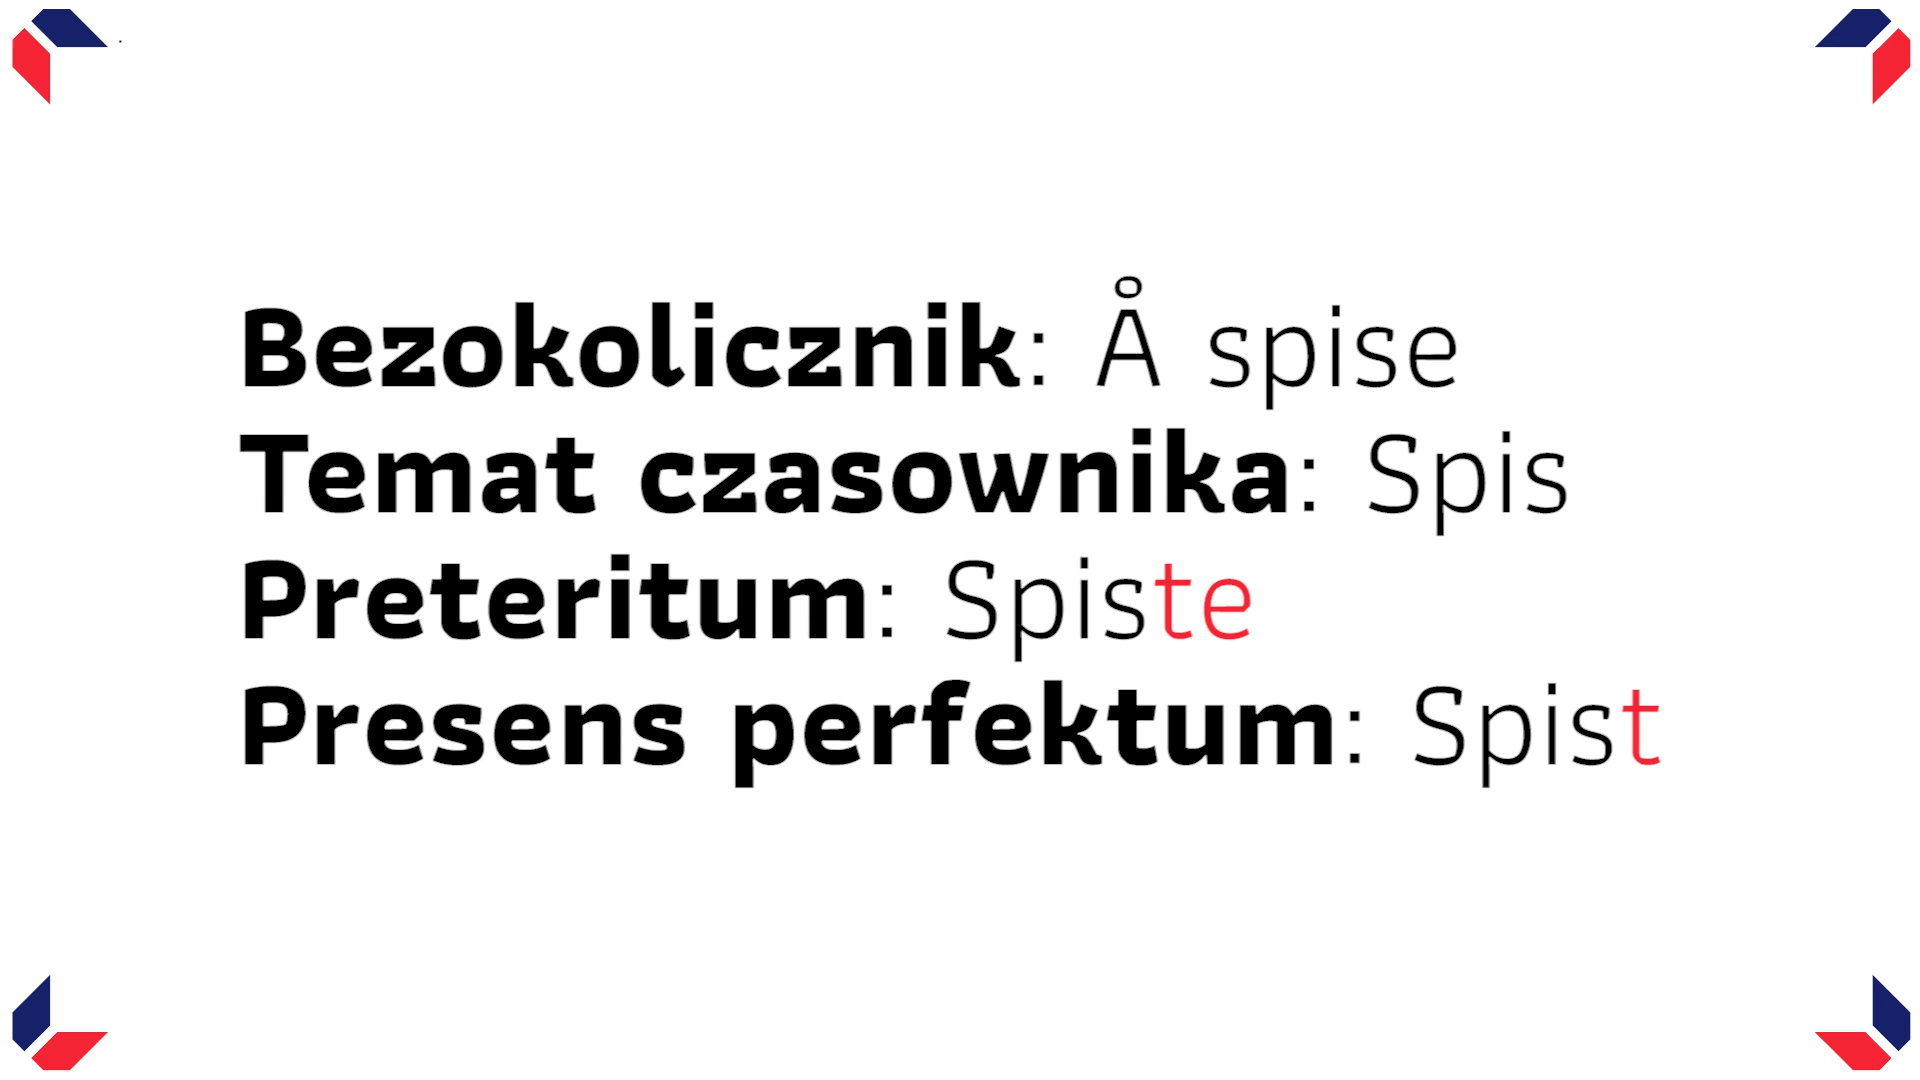 Bezokolicznik: Å spise
Temat czasownika: Spis
Preteritum: Spiste
Presens perfektum: Spist